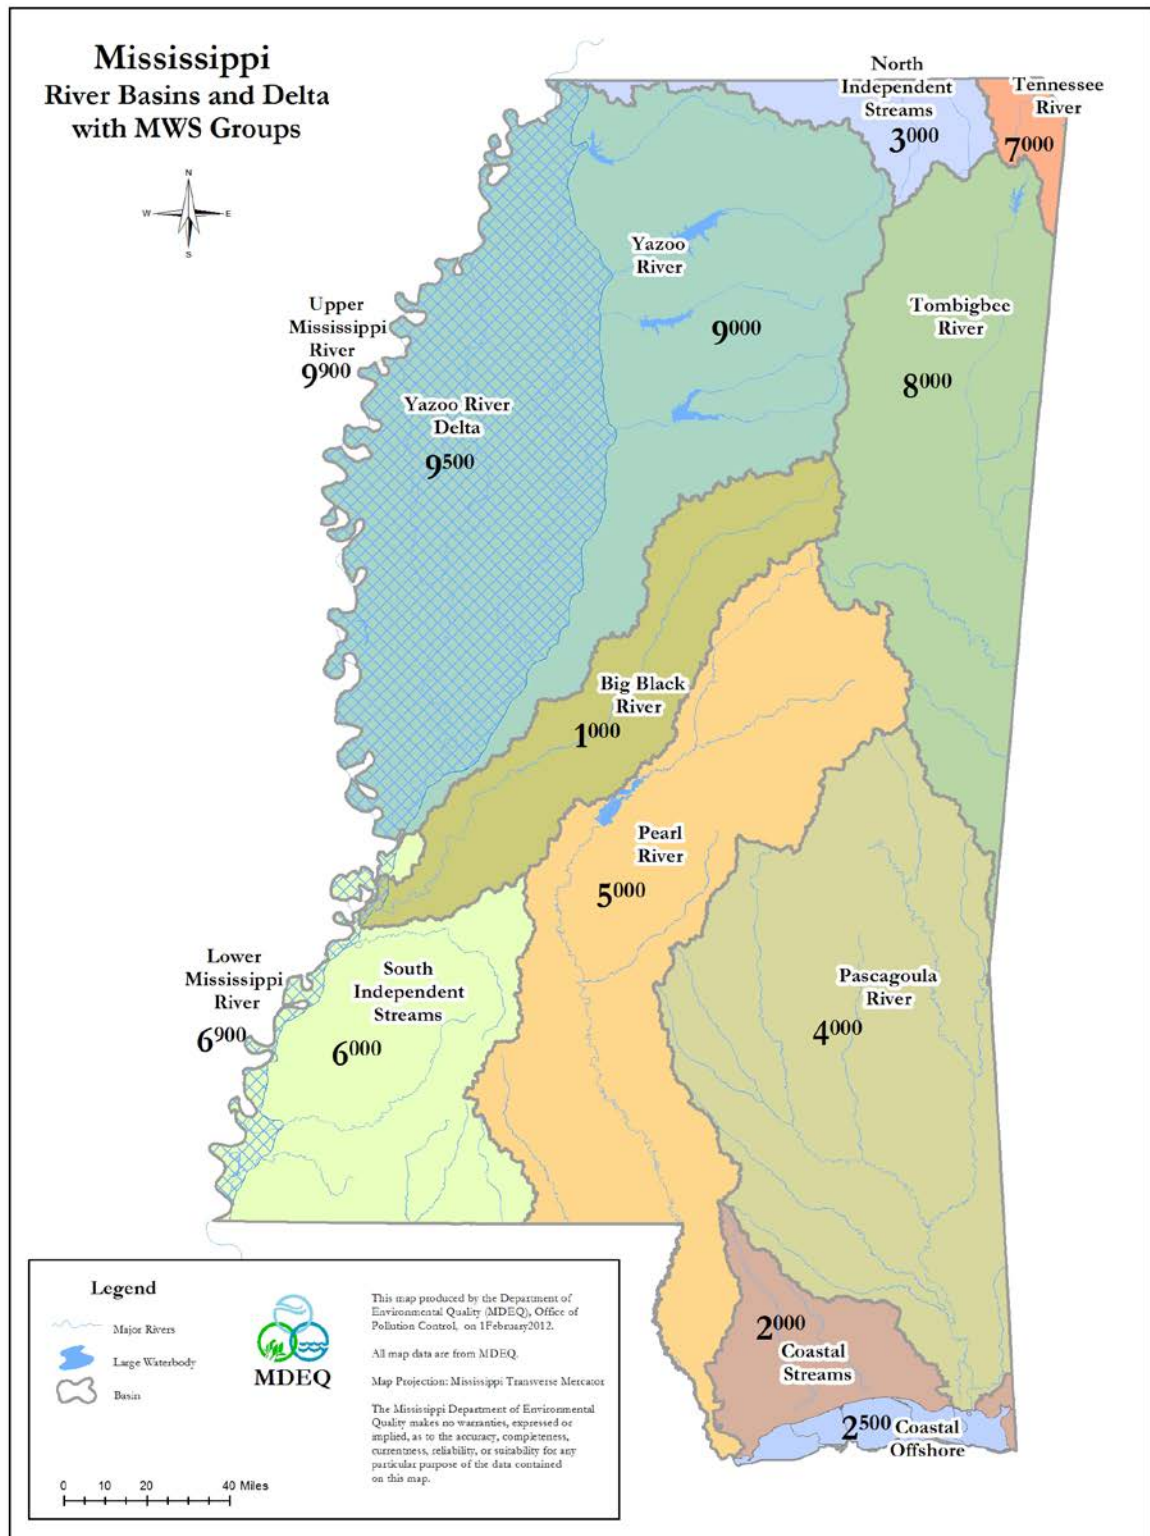 Mississippi
River Basins and Delta
with MWS Groups
N
W
E
S
North
Independent
Streams
3000
Tennessee
River
7000
Yazoo
River
9000
Tombigbee
River
8000
Upper
Mississippi
River
9900
Yazoo River
Delta
9500
Big Black
River
1000
Pearl
River
5000
Lower
Mississippi
River
6900
South
Independent
Streams
6000
Pascagoula
River
4000
2000
Coastal
Streams
2500
Coastal
Offshore
Legend
Major Rivers
Large Waterbody
Basin
0 10 20 40 Miles
MDEQ
This map produced by the Department of
Environmental Quality (MDEQ), Office of
Pollution Control, on 1February2012.
All map data are from MDEQ.
Map Projection: Mississippi Transverse Mercator
The Mississippi Department of Environmental
Quality makes no warranties, expressed or
implied, as to the accuracy, completeness,
currentness, reliability, or suitability for any
particular purpose of the data contained
on this map.